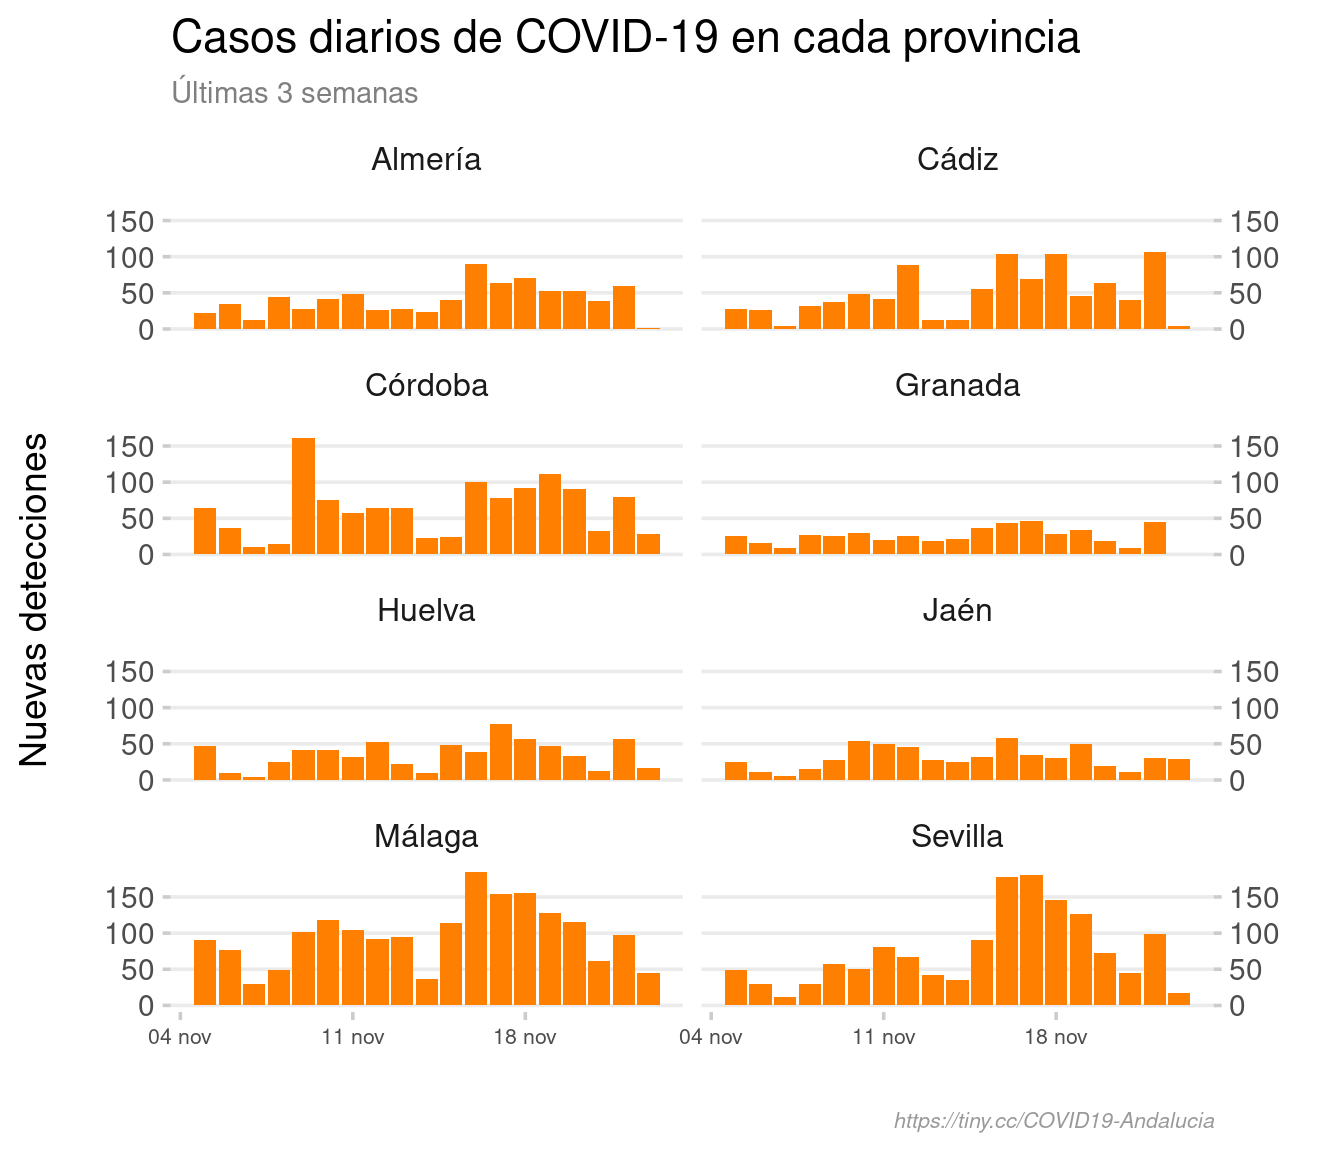 Casos diarios de COVID-19 en cada provincia
Últimas 3 semanas
Nuevas detecciones
Almería
Cádiz
150
100
50
0
150
100
50
0
Córdoba
Granada
150
100
50
0
150
100
50
0
Huelva
Jaén
150
100
50
0
150
100
50
0
Málaga
Sevilla
150
100
50
0
150
100
50
0
04 nov
11 nov
18 nov
04 nov
11 nov
18 nov
https://tiny.cc/COVID19-Andalucia